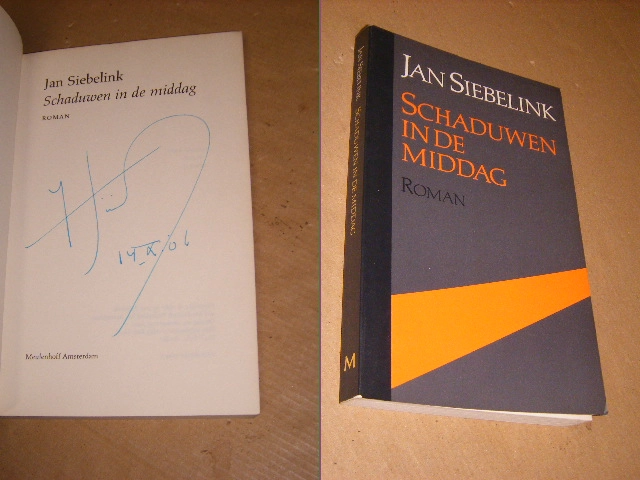 Jan Siebelink
Schaduwen in de middag
ROMAN
14 X 06
Meulenhoff Amsterdam
JAN SIEBELINK
SCHADUWEN
IN DE
MIDDAG
ROMAN
JAN SIEBELINK SCHADUWEN IN DE MIDDAG
M